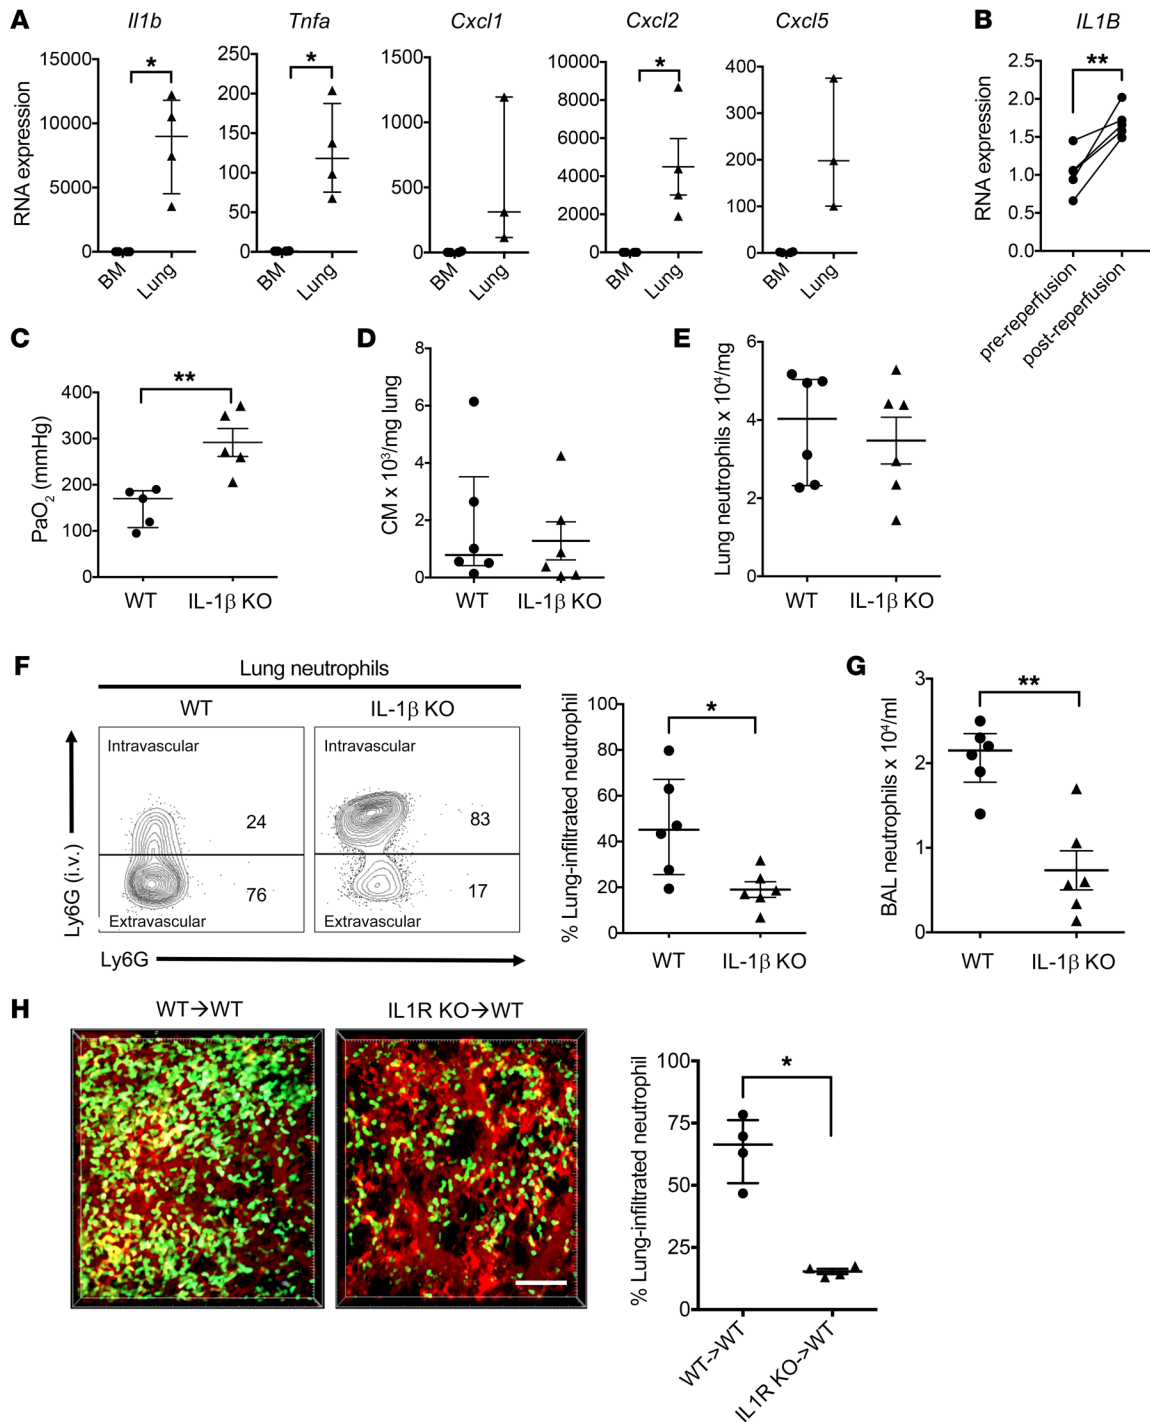 A
Il1b
Tnfa
Cxcl1
Cxcl2
Cxcl5
RNA expression
15000
10000
5000
0
*
BM
Lung
250
200
150
100
50
0
*
BM
Lung
1500
1000
500
0
BM
Lung
10000
8000
6000
4000
2000
0
*
BM
Lung
400
300
200
100
0
BM
Lung
B
IL1B
RNA expression
2.5
2.0
1.5
1.0
0.5
0.0
**
pre-reperfusion
post-reperfusion
C
PaO2 (mmHg)
400
300
200
100
0
**
WT
IL-1β KO
D
CM x 10³/mg lung
8
6
4
2
0
WT
IL-1β KO
E
Lung neutrophils x 10⁴/mg
6
4
2
0
WT
IL-1β KO
F
Lung neutrophils
WT
IL-1β KO
Intravascular
24
76
Extravascular
Intravascular
83
17
Extravascular
Ly6G (i.v.)
Ly6G
% Lung-infiltrated neutrophil
100
80
60
40
20
0
*
WT
IL-1β KO
G
BAL neutrophils x 10⁴/ml
3
2
1
0
**
WT
IL-1β KO
H
WT→WT
IL1R KO→WT
% Lung-infiltrated neutrophil
100
75
50
25
0
*
WT->WT
IL1R KO->WT